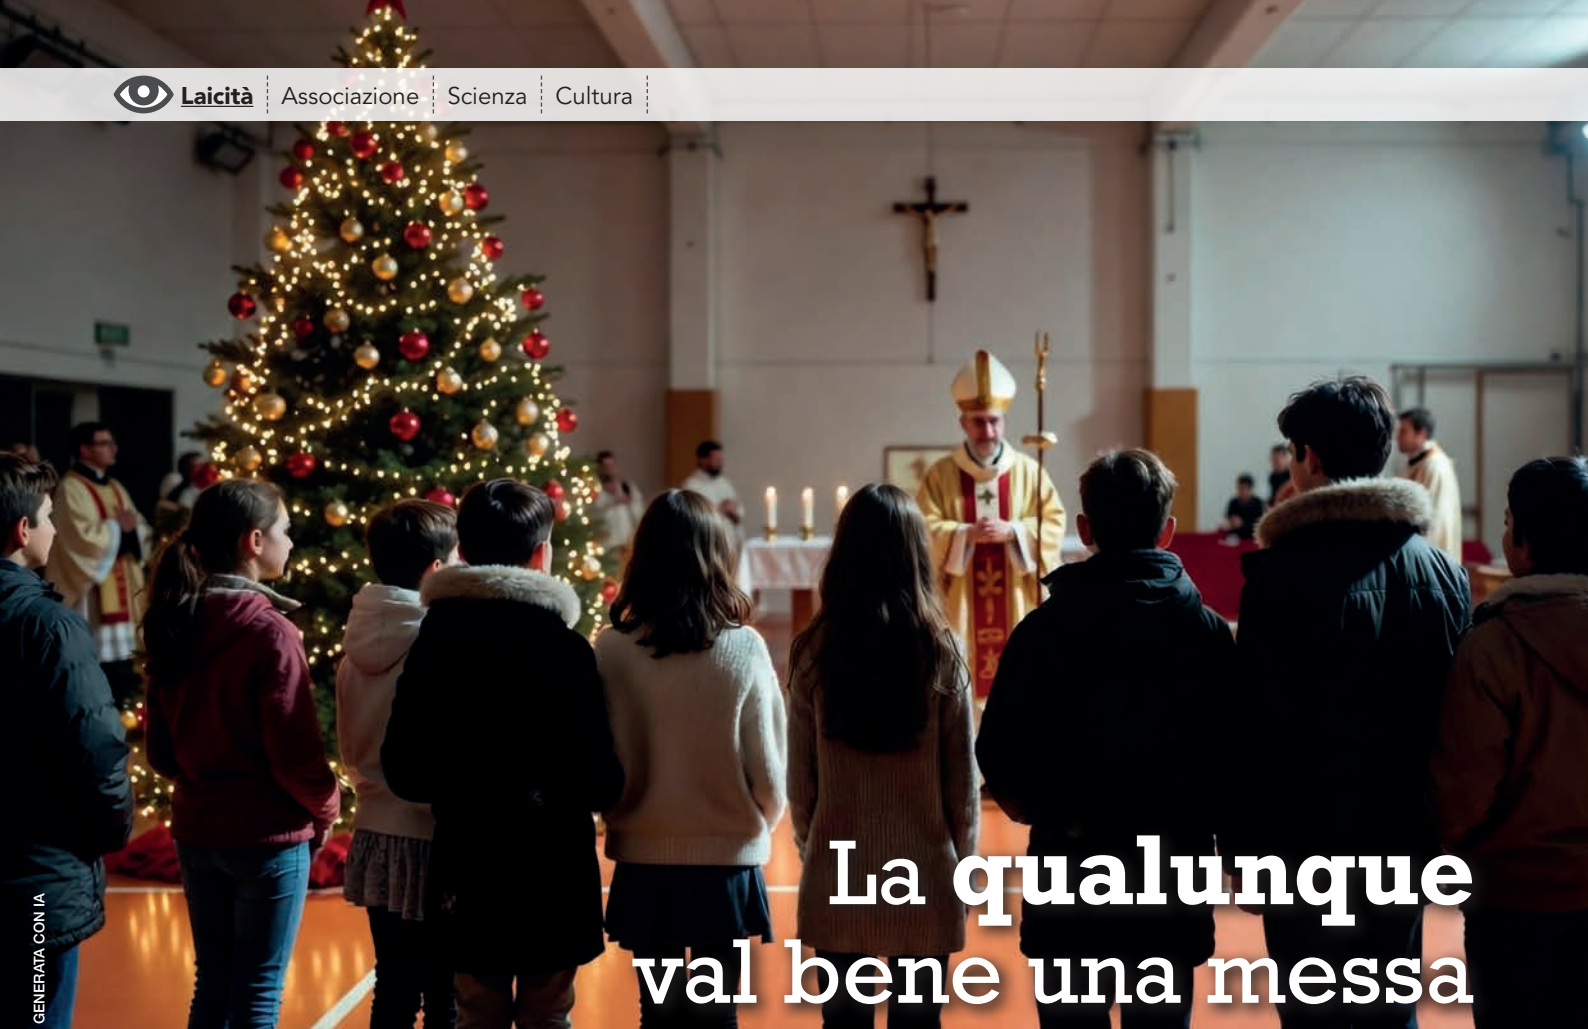 Laicità Associazione Scienza Cultura
La qualunque
val bene una messa
GENERATA CON IA